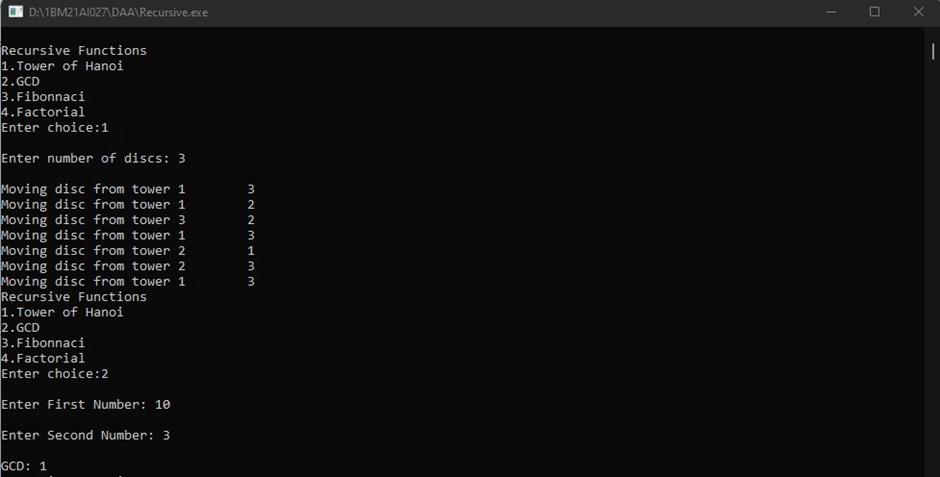 D:\1BM21AI027\DAA\Recursive.exe
Recursive Functions
1.Tower of Hanoi
2.GCD
3.Fibonnaci
4.Factorial
Enter choice:1
Enter number of discs: 3
Moving disc from tower 1        3
Moving disc from tower 1        2
Moving disc from tower 3        2
Moving disc from tower 1        3
Moving disc from tower 2        1
Moving disc from tower 2        3
Moving disc from tower 1        3
Recursive Functions
1.Tower of Hanoi
2.GCD
3.Fibonnaci
4.Factorial
Enter choice:2
Enter First Number: 10
Enter Second Number: 3
GCD: 1